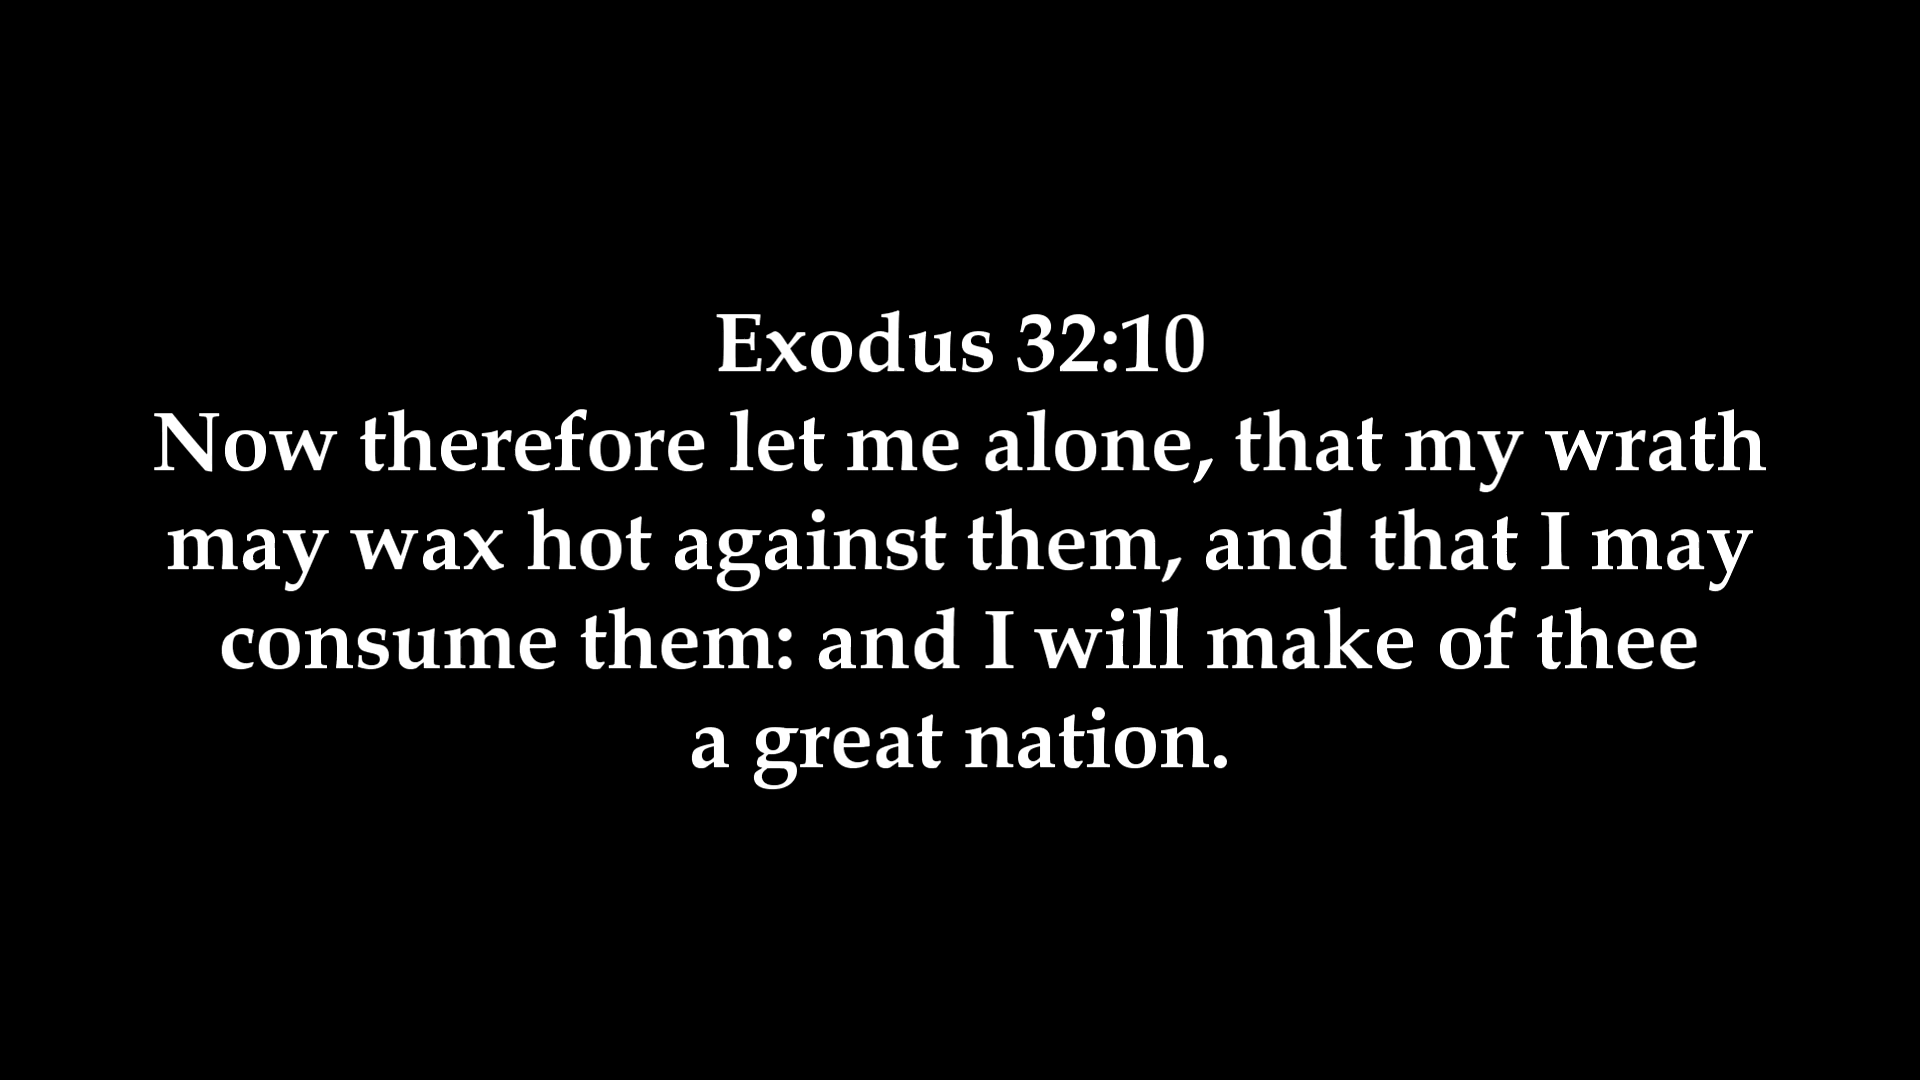 Exodus 32:10
Now therefore let me alone, that my wrath
may wax hot against them, and that I may
consume them: and I will make of thee
a great nation.